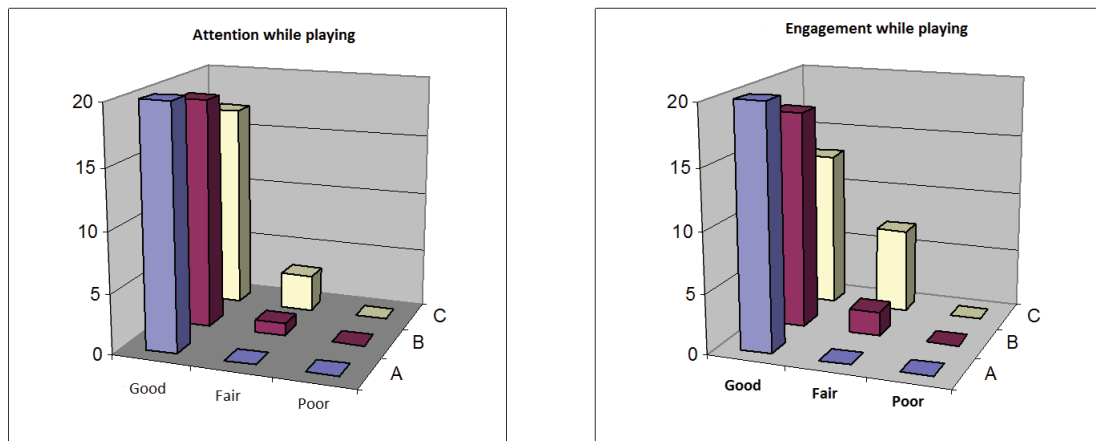 Attention while playing
20
15
10
5
0
Good
Fair
Poor
A
B
C
Engagement while playing
20
15
10
5
0
Good
Fair
Poor
A
B
C